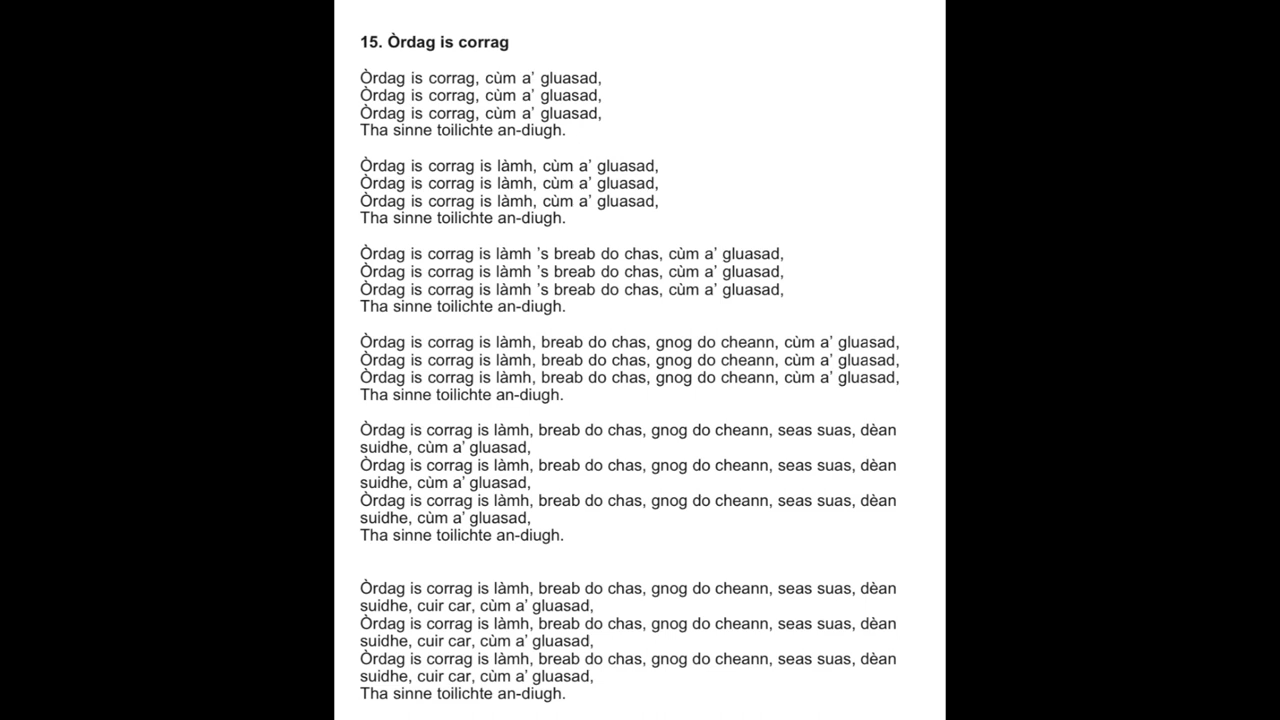 15. Òrdag is corrag
Òrdag is corrag, cùm a’ gluasad,
Òrdag is corrag, cùm a’ gluasad,
Òrdag is corrag, cùm a’ gluasad,
Tha sinne toilichte an-diugh.
Òrdag is corrag is làmh, cùm a’ gluasad,
Òrdag is corrag is làmh, cùm a’ gluasad,
Òrdag is corrag is làmh, cùm a’ gluasad,
Tha sinne toilichte an-diugh.
Òrdag is corrag is làmh ’s breab do chas, cùm a’ gluasad,
Òrdag is corrag is làmh ’s breab do chas, cùm a’ gluasad,
Òrdag is corrag is làmh ’s breab do chas, cùm a’ gluasad,
Tha sinne toilichte an-diugh.
Òrdag is corrag is làmh, breab do chas, gnog do cheann, cùm a’ gluasad,
Òrdag is corrag is làmh, breab do chas, gnog do cheann, cùm a’ gluasad,
Òrdag is corrag is làmh, breab do chas, gnog do cheann, cùm a’ gluasad,
Tha sinne toilichte an-diugh.
Òrdag is corrag is làmh, breab do chas, gnog do cheann, seas suas, dèan
suidhe, cùm a’ gluasad,
Òrdag is corrag is làmh, breab do chas, gnog do cheann, seas suas, dèan
suidhe, cùm a’ gluasad,
Òrdag is corrag is làmh, breab do chas, gnog do cheann, seas suas, dèan
suidhe, cùm a’ gluasad,
Tha sinne toilichte an-diugh.
Òrdag is corrag is làmh, breab do chas, gnog do cheann, seas suas, dèan
suidhe, cuir car, cùm a’ gluasad,
Òrdag is corrag is làmh, breab do chas, gnog do cheann, seas suas, dèan
suidhe, cuir car, cùm a’ gluasad,
Òrdag is corrag is làmh, breab do chas, gnog do cheann, seas suas, dèan
suidhe, cuir car, cùm a’ gluasad,
Tha sinne toilichte an-diugh.